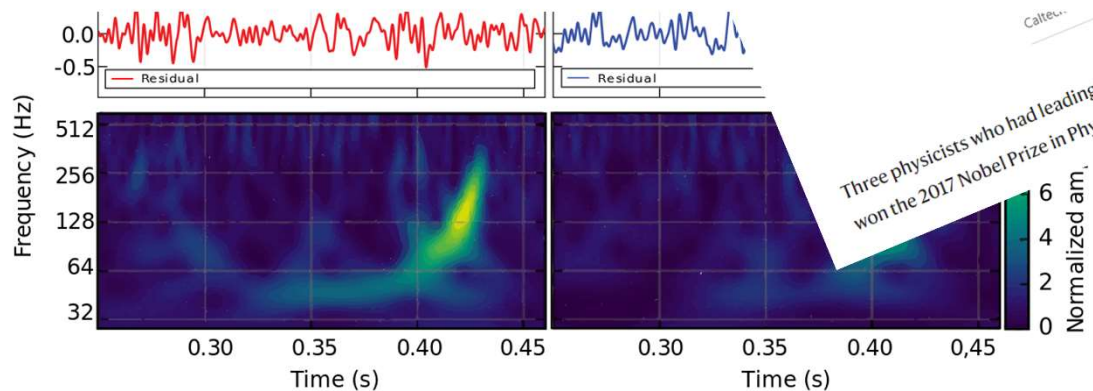 0.0
-0.5
Residual
Residual
Caltech
Three physicists who had leading
won the 2017 Nobel Prize in Phy
Frequency (Hz)
512
256
128
64
32
0.30
0.35
0.40
0.45
Time (s)
0.30
0.35
0.40
0,45
Time (s)
6
4
2
0
Normalized am